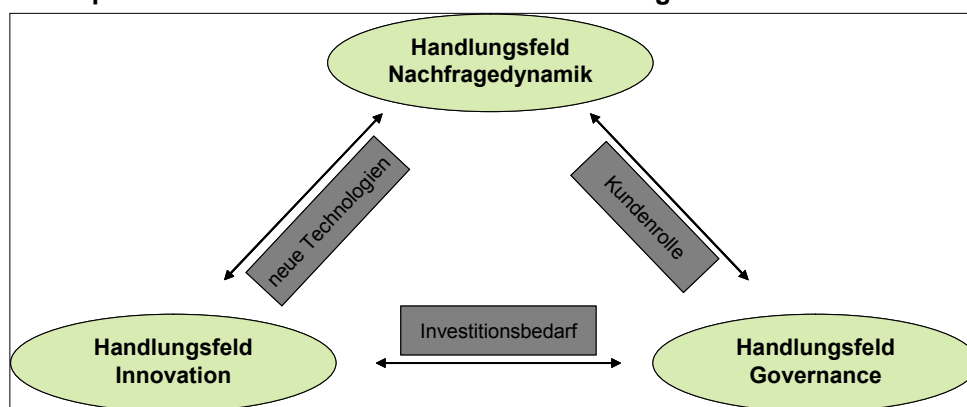 Handlungsfeld
Nachfragedynamik
neue Technologien
Kundenrolle
Investitionsbedarf
Handlungsfeld
Innovation
Handlungsfeld
Governance